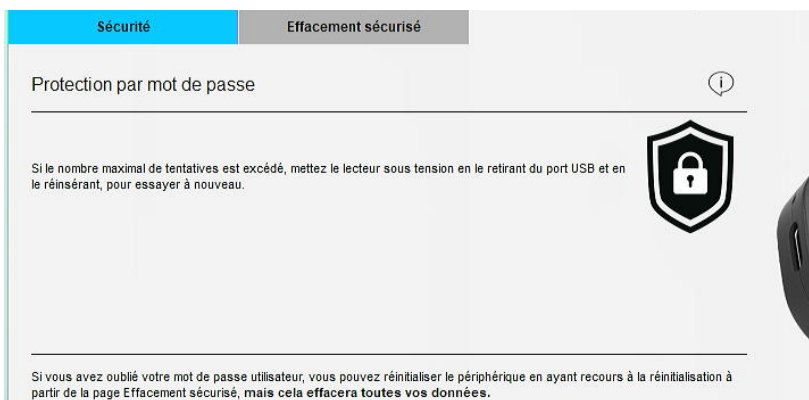 Sécurité
Effacement sécurisé
Protection par mot de passe
Si le nombre maximal de tentatives est excédé, mettez le lecteur sous tension en le retirant du port USB et en
le réinsérant, pour essayer à nouveau.
Si vous avez oublié votre mot de passe utilisateur, vous pouvez réinitialiser le périphérique en ayant recours à la réinitialisation à
partir de la page Effacement sécurisé, mais cela effacera toutes vos données.